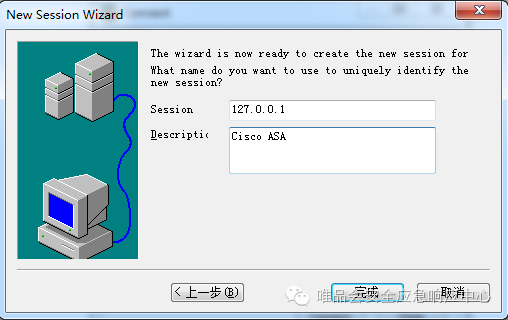 New Session Wizard
The wizard is now ready to create the new session for
What name do you want to use to uniquely identify the
new session?
Session
127.0.0.1
Descriptic
Cisco ASA
< 上一步(B)
完成
取消
唯品会安全应急响应中心